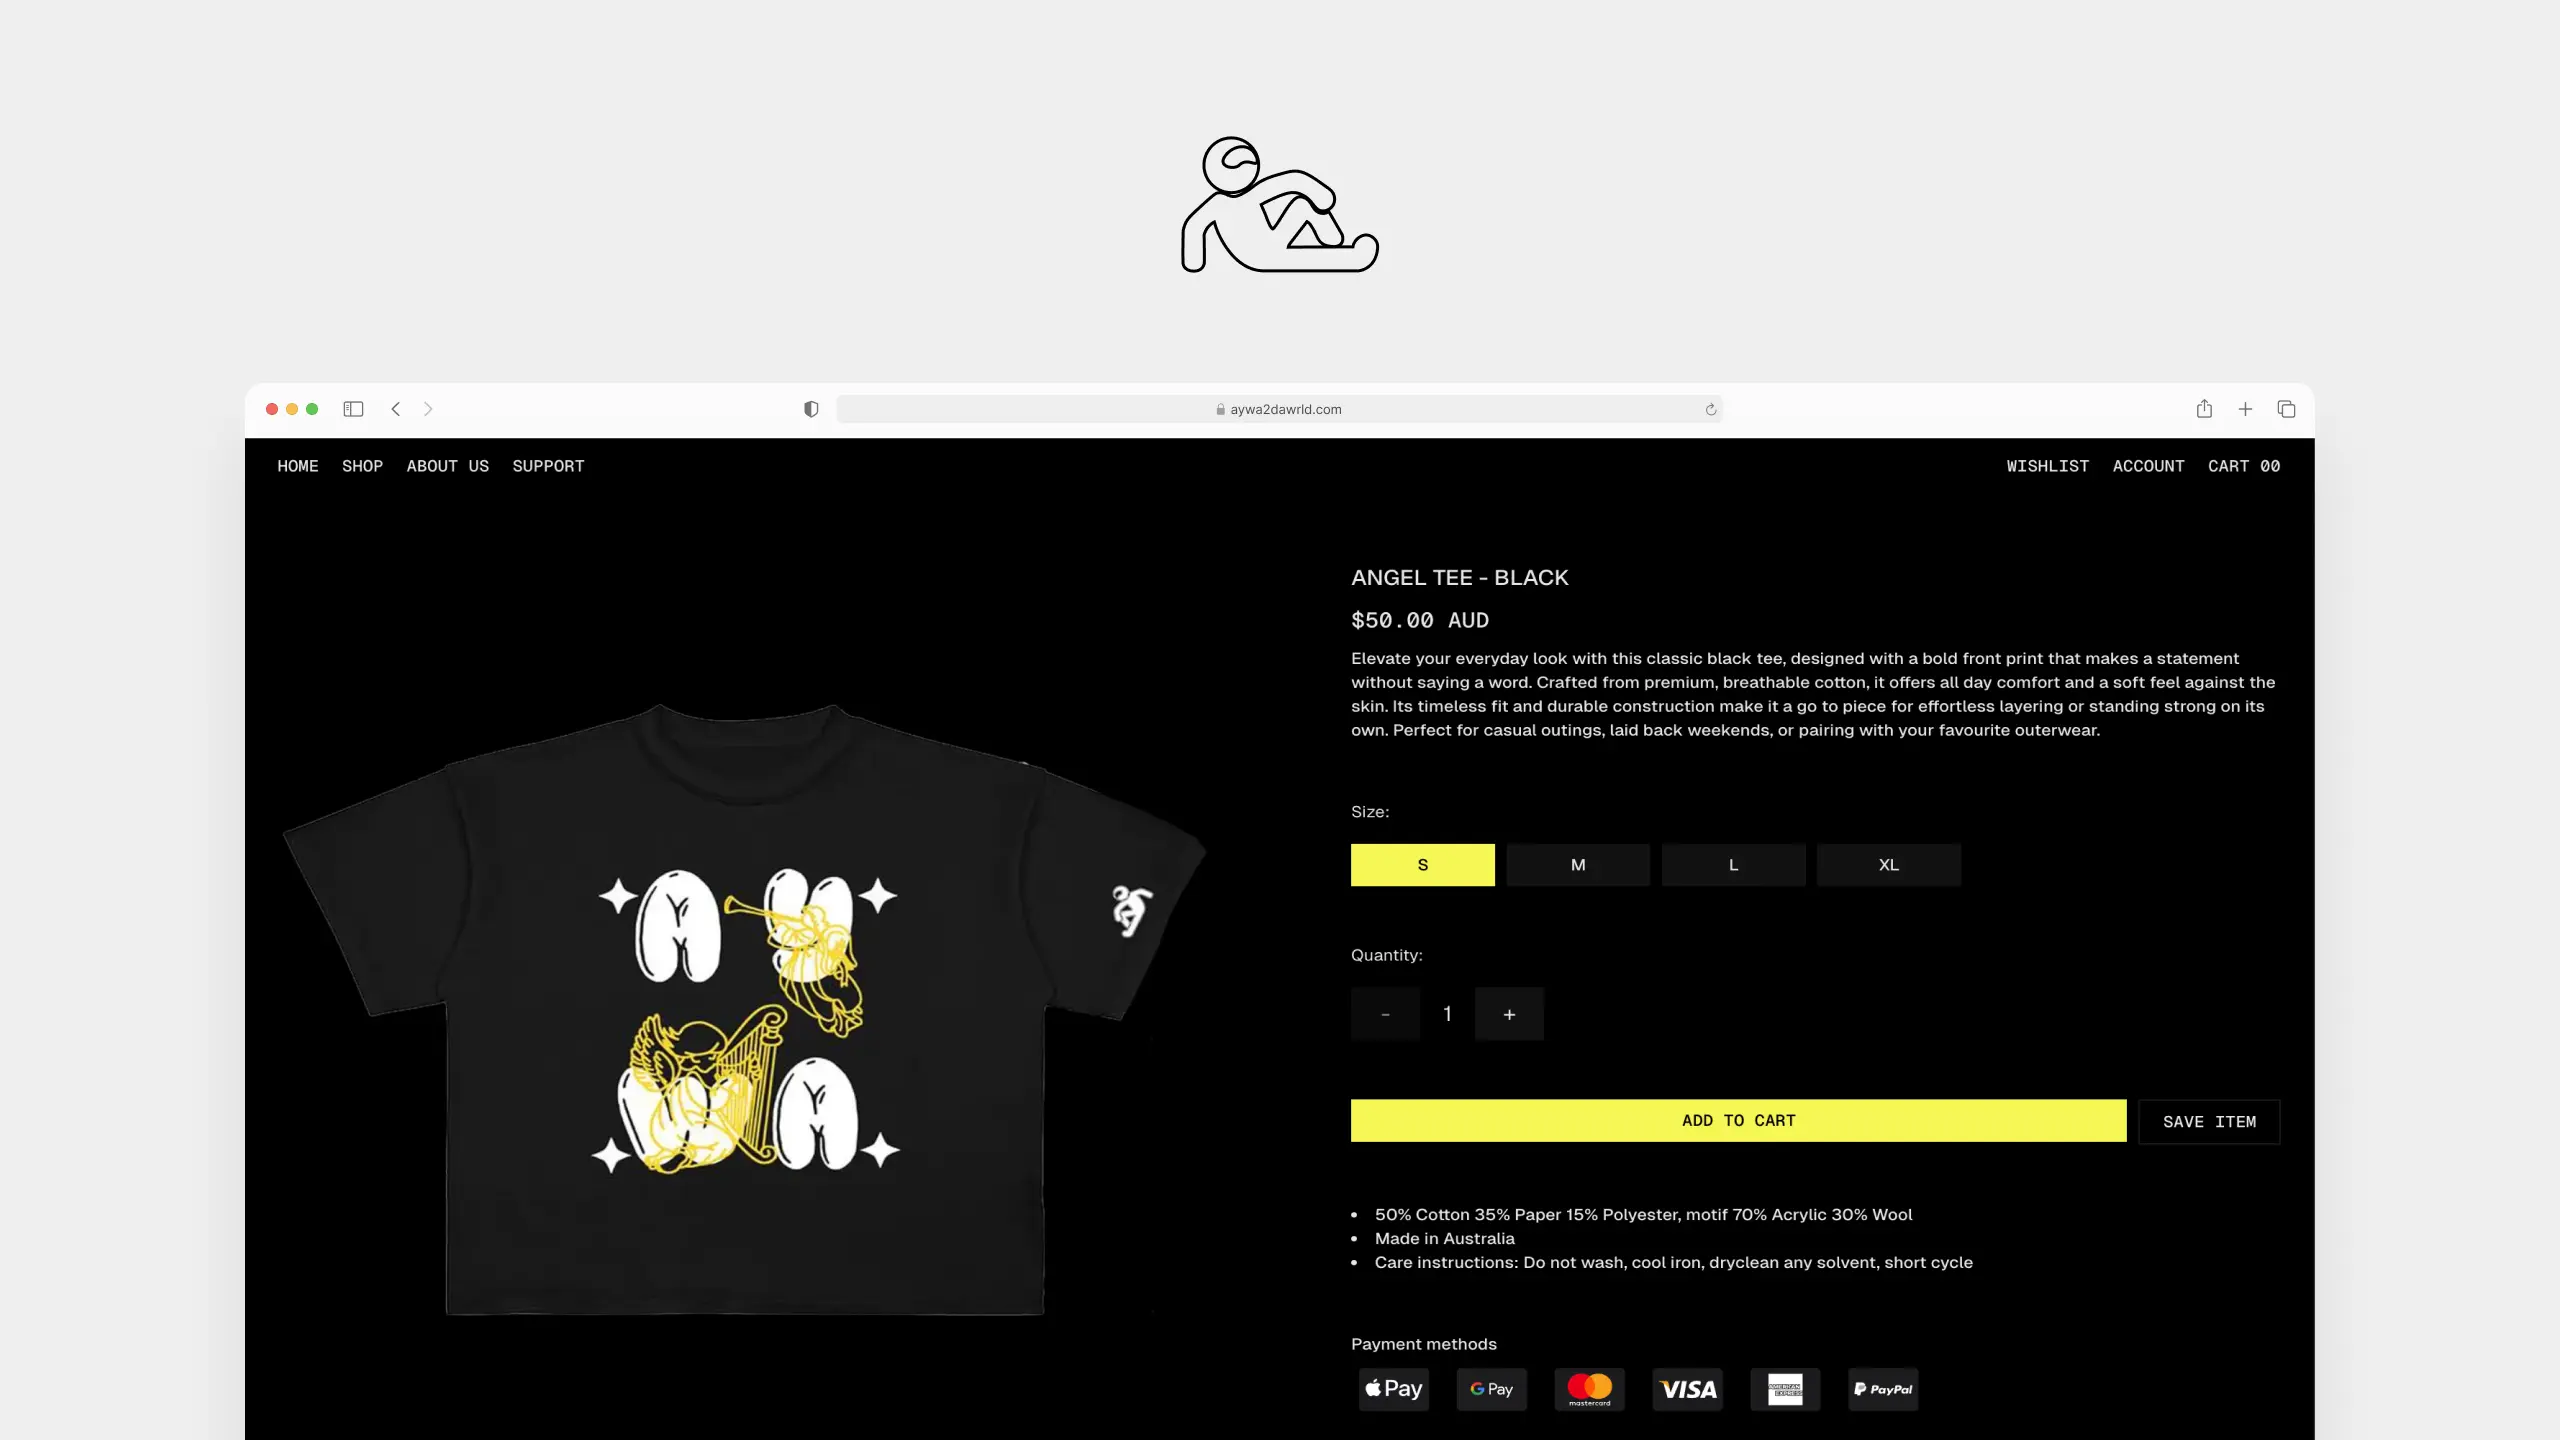 aywa2dawrld.com
HOME SHOP ABOUT US SUPPORT
WISHLIST ACCOUNT CART 00
ANGEL TEE - BLACK
$50.00 AUD
Elevate your everyday look with this classic black tee, designed with a bold front print that makes a statement
without saying a word. Crafted from premium, breathable cotton, it offers all day comfort and a soft feel against the
skin. Its timeless fit and durable construction make it a go to piece for effortless layering or standing strong on its
own. Perfect for casual outings, laid back weekends, or pairing with your favourite outerwear.
Size:
S M L XL
Quantity:
- 1 +
ADD TO CART
SAVE ITEM
A Y
W A
• 50% Cotton 35% Paper 15% Polyester, motif 70% Acrylic 30% Wool
• Made in Australia
• Care instructions: Do not wash, cool iron, dryclean any solvent, short cycle
Payment methods
Pay G Pay mastercard VISA AMERICAN EXPRESS PayPal